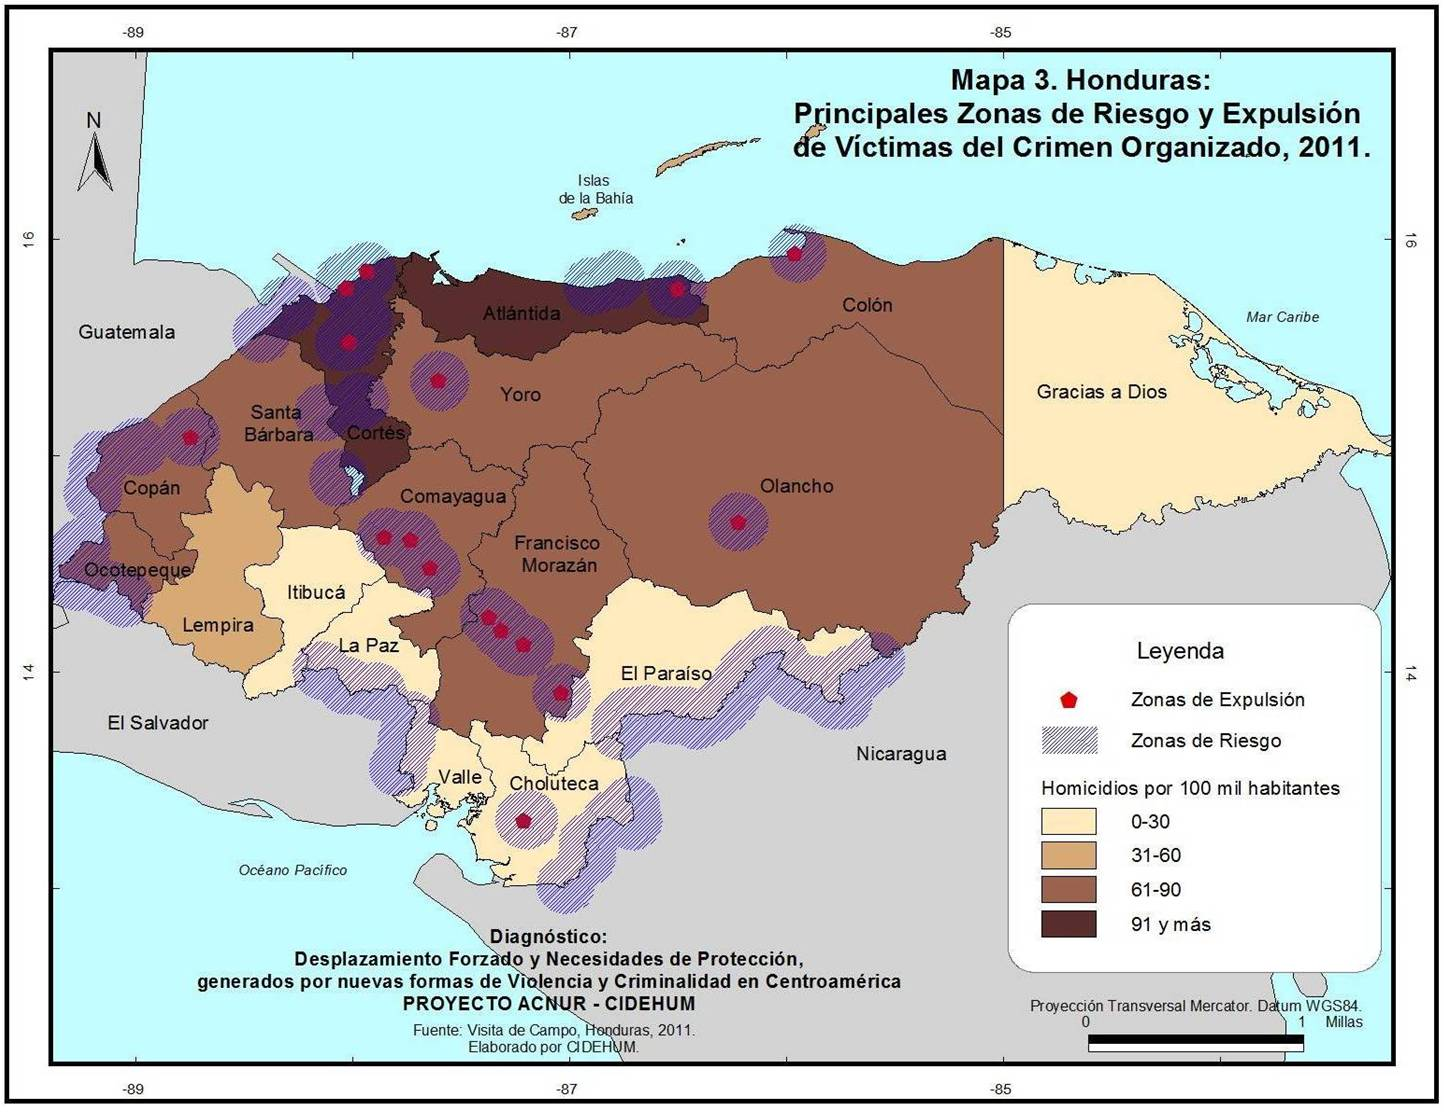 -89
-87
-85
Mapa 3. Honduras:
Principales Zonas de Riesgo y Expulsión
de Víctimas del Crimen Organizado, 2011.
N
Islas
de la Bahía
16
16
Guatemala
Atlántida
Colón
Mar Caribe
Yoro
Gracias a Dios
Santa
Bárbara
Cortés
Copán
Comayagua
Olancho
Francisco
Morazán
Ocotepeque
Itibucá
Lempira
La Paz
El Paraíso
14
14
El Salvador
Nicaragua
Valle
Choluteca
Océano Pacífico
Leyenda
Zonas de Expulsión
Zonas de Riesgo
Homicidios por 100 mil habitantes
0-30
31-60
61-90
91 y más
Diagnóstico:
Desplazamiento Forzado y Necesidades de Protección,
generados por nuevas formas de Violencia y Criminalidad en Centroamérica
PROYECTO ACNUR - CIDEHUM
Fuente: Visita de Campo, Honduras, 2011.
Elaborado por CIDEHUM.
Proyección Transversal Mercator. Datum WGS84.
0 1 Millas
-89
-87
-85